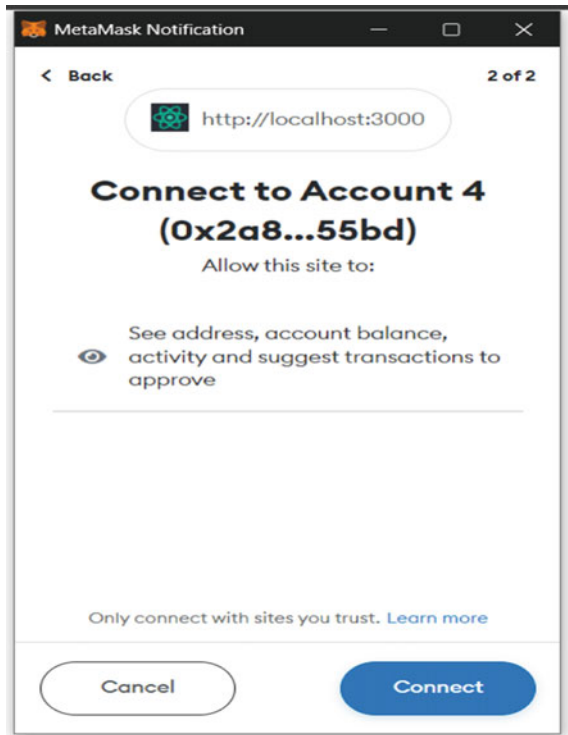 MetaMask Notification
< Back 2 of 2
http://localhost:3000
Connect to Account 4
(0x2a8...55bd)
Allow this site to:
See address, account balance,
activity and suggest transactions to
approve
Only connect with sites you trust. Learn more
Cancel Connect